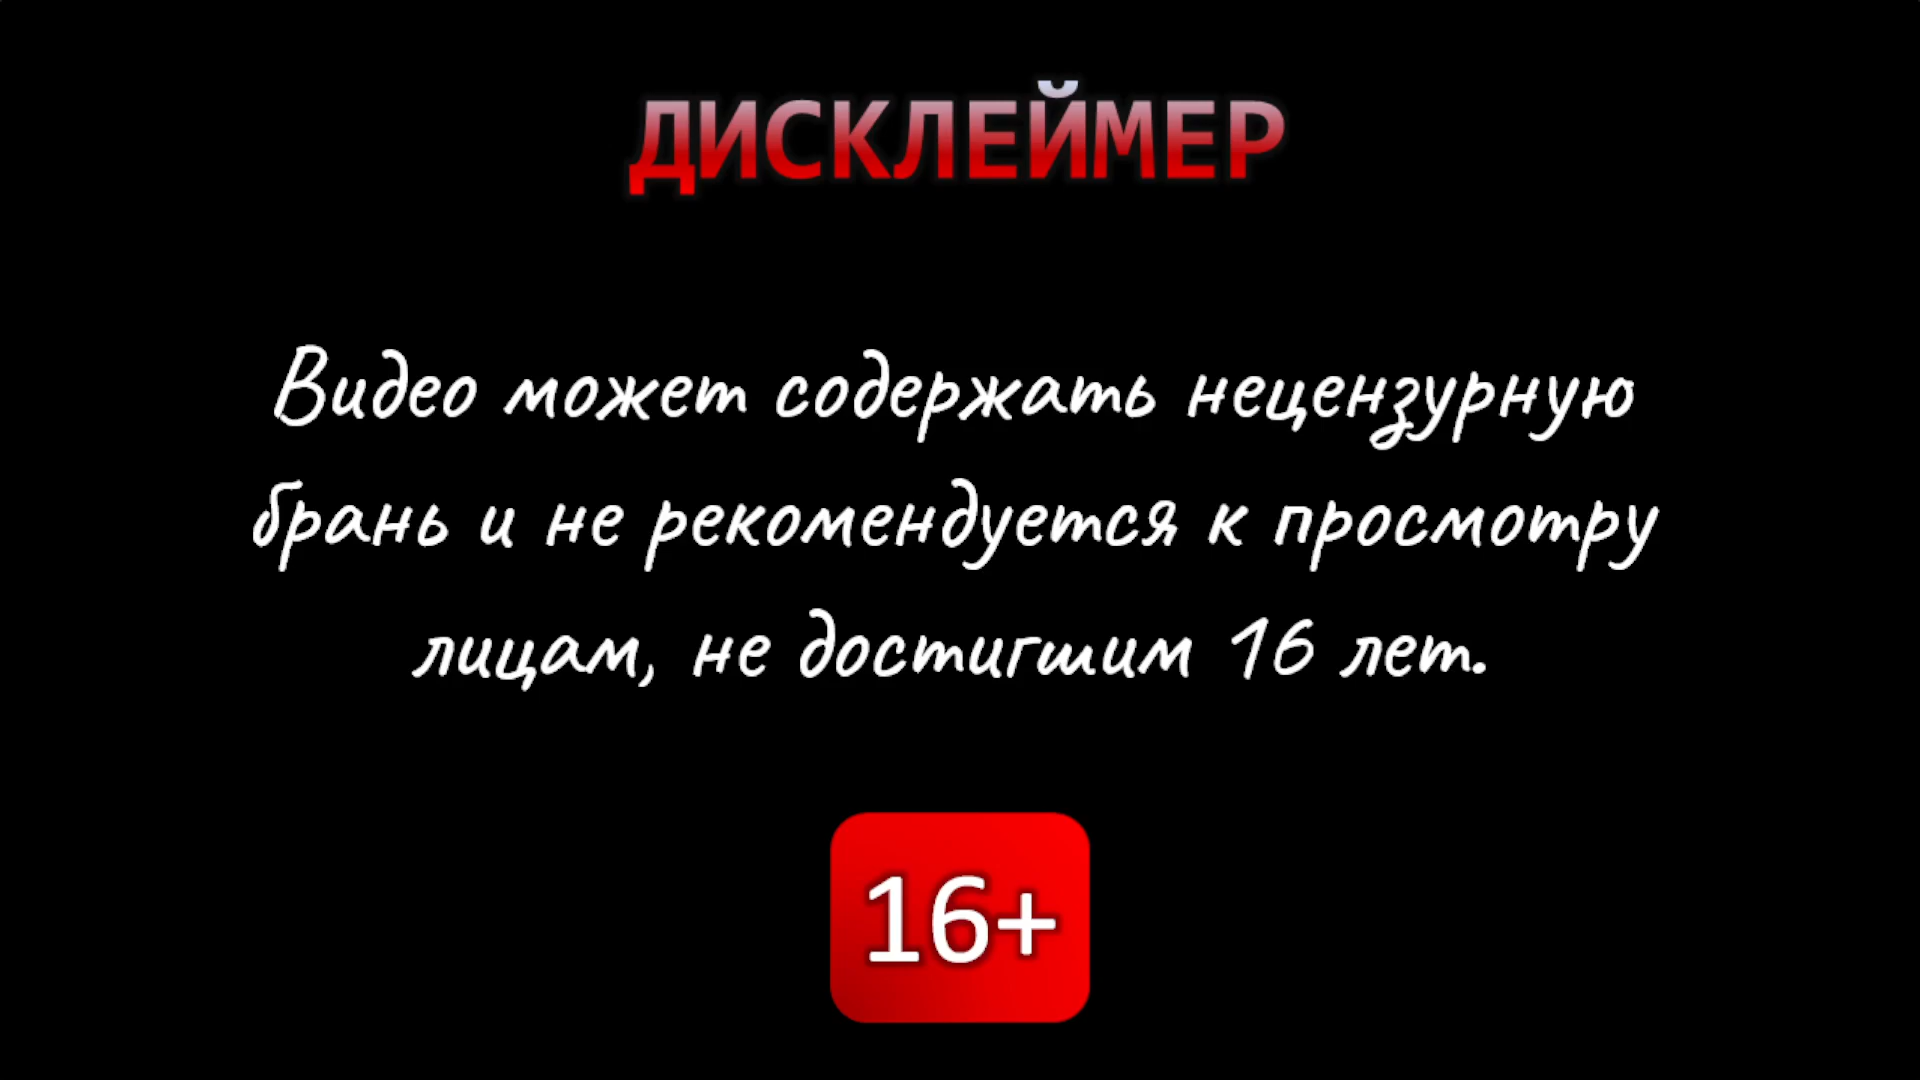 ДИСКЛЕЙМЕР
Видео может содержать нецензурную
брань и не рекомендуется к просмотру
лицам, не достигшим 16 лет.
16+